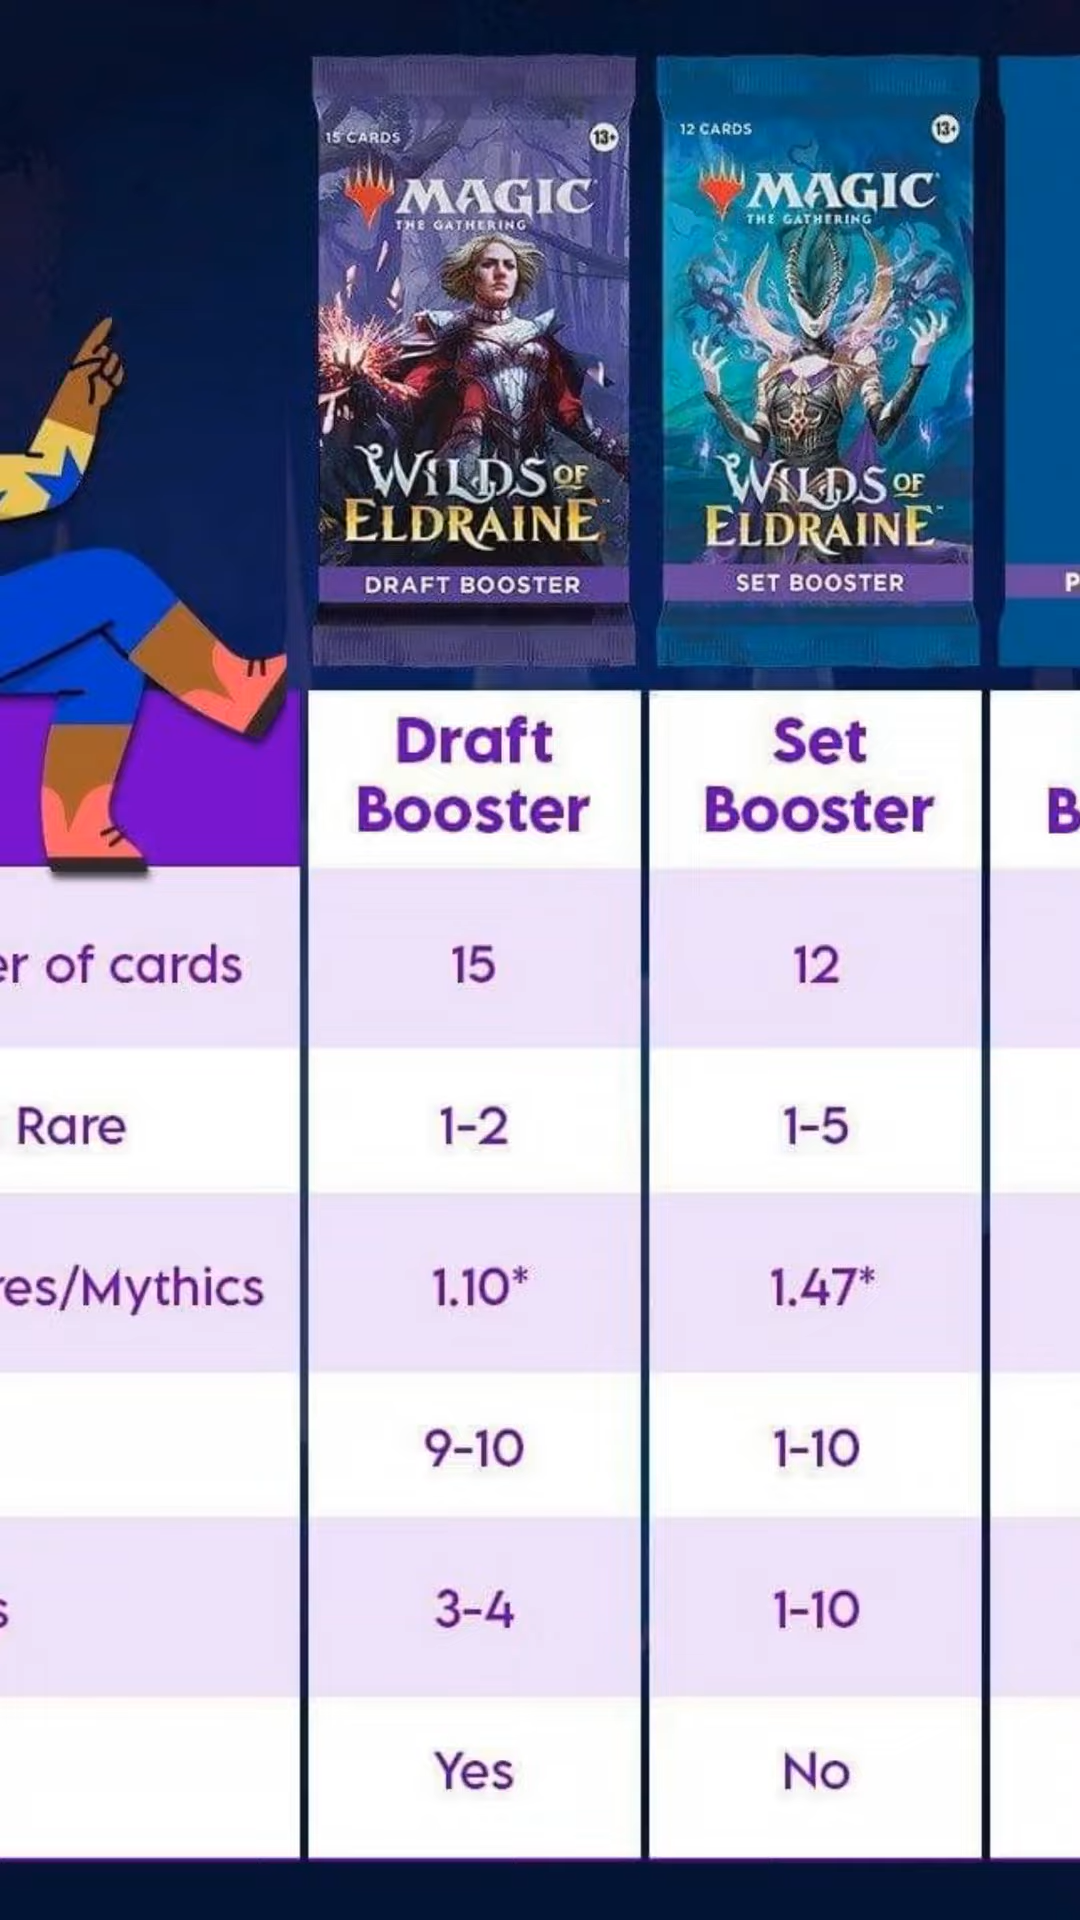 15 CARDS
13+
MAGIC
THE GATHERING
WILDS OF
ELDRAINE
DRAFT BOOSTER
12 CARDS
13+
MAGIC
THE GATHERING
WILDS OF
ELDRAINE
SET BOOSTER
P
Draft
Booster
Set
Booster
B
er of cards
15
12
Rare
1-2
1-5
res/Mythics
1.10*
1.47*
9-10
1-10
s
3-4
1-10
Yes
No